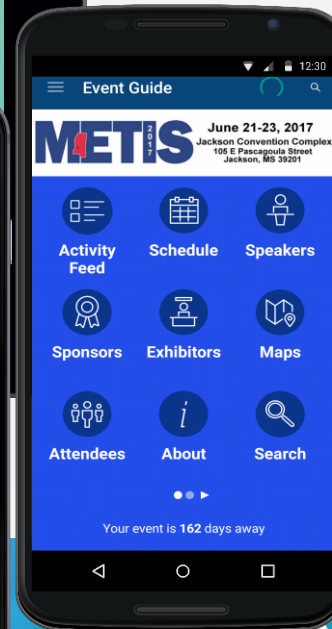 12:30
Event Guide
METIS
2017
June 21-23, 2017
Jackson Convention Complex
105 E Pascagoula Street
Jackson, MS 39201
Activity
Feed
Schedule
Speakers
Sponsors
Exhibitors
Maps
Attendees
i
About
Search
Your event is 162 days away